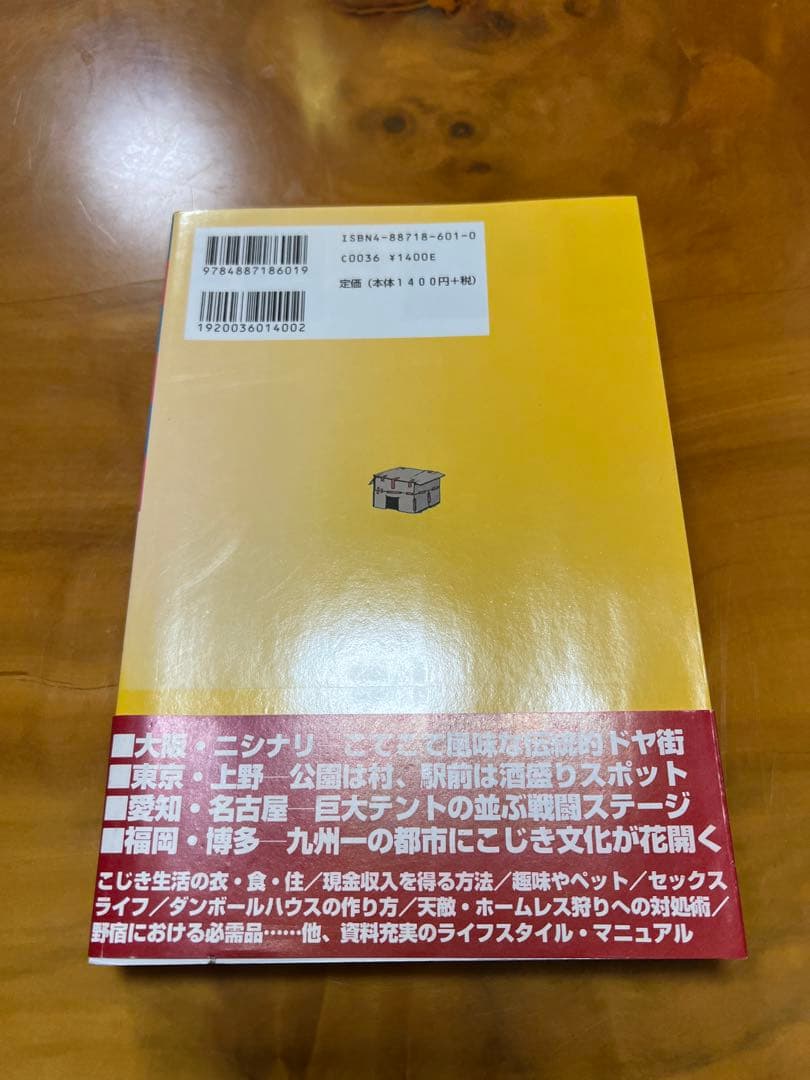 ISBN4-88718-601-0
9784887186019
C0036 ¥1400E
定価(本体1400円+税)
1920036014002
■大阪・ニシナリ こてこて風味な伝統的ドヤ街
■東京・上野─公園は村、駅前は酒盛りスポット
■愛知・名古屋─巨大テントの並ぶ戦闘ステージ
■福岡・博多─九州一の都市にこじき文化が花開く
こじき生活の衣・食・住/現金収入を得る方法/趣味やペット/セックス
ライフ/ダンボールハウスの作り方/天敵・ホームレス狩りへの対処術/
野宿における必需品……他、資料充実のライフスタイル・マニュアル